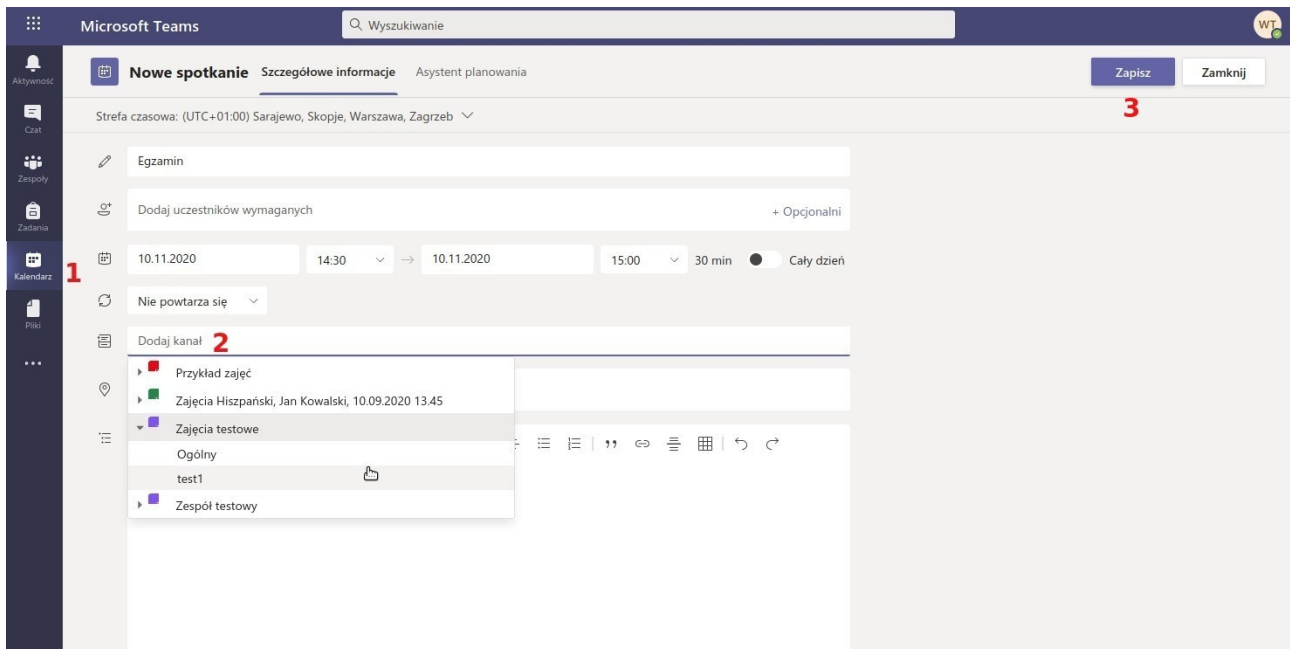 Microsoft Teams
Wyszukiwanie
WT
Aktywność
Czat
Zespoły
Zadania
Kalendarz
Pliki
Nowe spotkanie Szczegółowe informacje Asystent planowania Zapisz Zamknij
3
Strefa czasowa: (UTC+01:00) Sarajewo, Skopje, Warszawa, Zagrzeb
Egzamin
Dodaj uczestników wymaganych + Opcjonalni
1
10.11.2020 14:30 → 10.11.2020 15:00 30 min Cały dzień
Nie powtarza się
Dodaj kanał 2
Przykład zajęć
Zajęcia Hiszpański, Jan Kowalski, 10.09.2020 13.45
Zajęcia testowe
Ogólny
test1
Zespół testowy